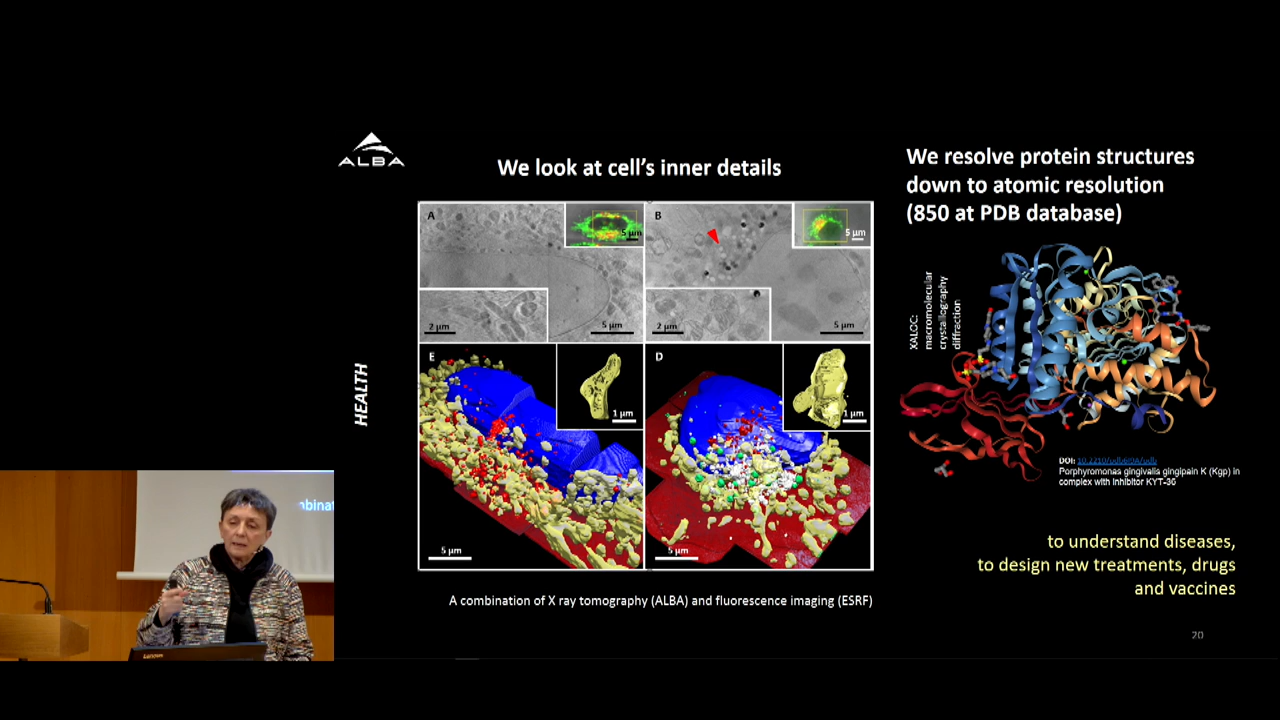 ALBA
We look at cell's inner details
We resolve protein structures
down to atomic resolution
(850 at PDB database)
A
5 μm
2 μm
5 μm
B
5 μm
2 μm
5 μm
E
1 μm
5 μm
D
1 μm
5 μm
HEALTH
XALOC:
macromolecular
crystallography
diffraction
DOI:
Porphyromonas gingivalis gingipain K (Kgp) in
complex with inhibitor KYT-36
to understand diseases,
to design new treatments, drugs
and vaccines
A combination of X ray tomography (ALBA) and fluorescence imaging (ESRF)
20
Lenovo